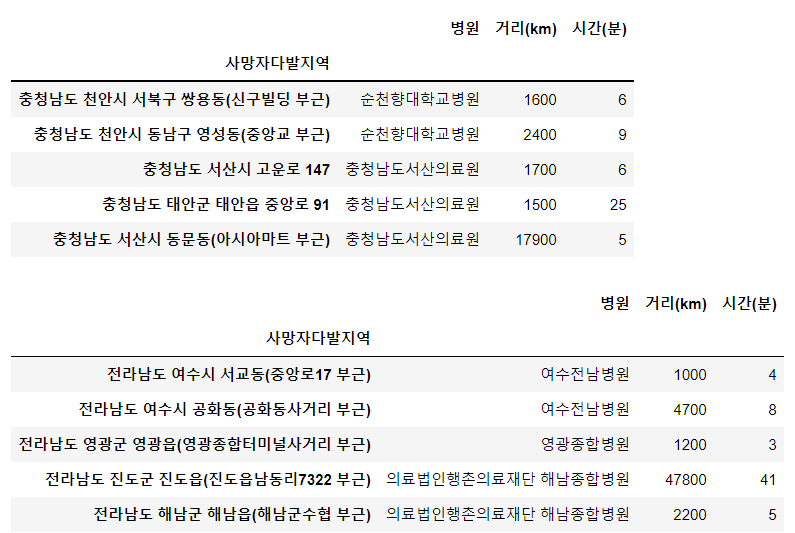 병원 거리(km) 시간(분)
사망자다발지역
충청남도 천안시 서북구 쌍용동(신구빌딩 부근) 순천향대학교병원 1600 6
충청남도 천안시 동남구 영성동(중앙교 부근) 순천향대학교병원 2400 9
충청남도 서산시 고운로 147 충청남도서산의료원 1700 6
충청남도 태안군 태안읍 중앙로 91 충청남도서산의료원 1500 25
충청남도 서산시 동문동(아시아마트 부근) 충청남도서산의료원 17900 5
병원 거리(km) 시간(분)
사망자다발지역
전라남도 여수시 서교동(중앙로17 부근) 여수전남병원 1000 4
전라남도 여수시 공화동(공화동사거리 부근) 여수전남병원 4700 8
전라남도 영광군 영광읍(영광종합터미널사거리 부근) 영광종합병원 1200 3
전라남도 진도군 진도읍(진도읍남동리7322 부근) 의료법인행촌의료재단 해남종합병원 47800 41
전라남도 해남군 해남읍(해남군수협 부근) 의료법인행촌의료재단 해남종합병원 2200 5